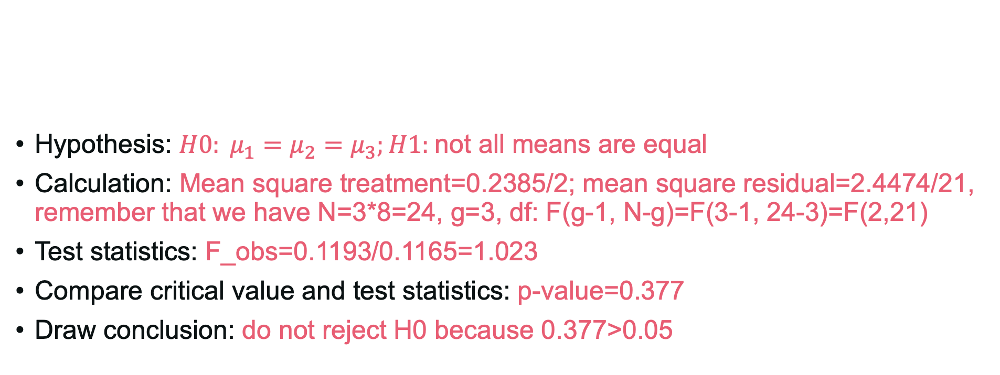 • Hypothesis: 𝐻0: 𝜇₁ = 𝜇₂ = 𝜇₃; 𝐻1: not all means are equal
• Calculation: Mean square treatment=0.2385/2; mean square residual=2.4474/21,
remember that we have N=3*8=24, g=3, df: F(g-1, N-g)=F(3-1, 24-3)=F(2,21)
• Test statistics: F_obs=0.1193/0.1165=1.023
• Compare critical value and test statistics: p-value=0.377
• Draw conclusion: do not reject H0 because 0.377>0.05